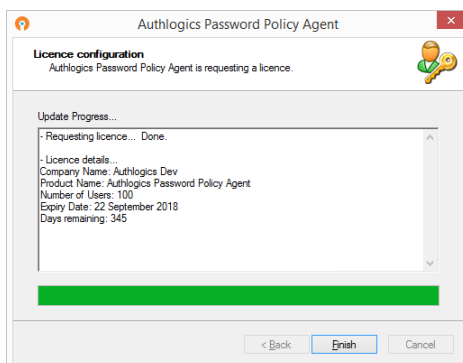 Authlogics Password Policy Agent
Licence configuration
Authlogics Password Policy Agent is requesting a licence.
Update Progress...
- Requesting licence... Done.
- Licence details...
Company Name: Authlogics Dev
Product Name: Authlogics Password Policy Agent
Number of Users: 100
Expiry Date: 22 September 2018
Days remaining: 345
< Back Finish Cancel